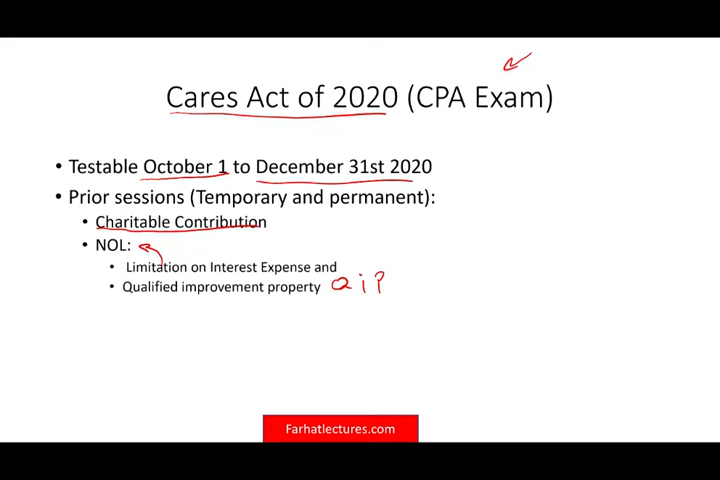 Cares Act of 2020 (CPA Exam)
• Testable October 1 to December 31st 2020
• Prior sessions (Temporary and permanent):
• Charitable Contribution
• NOL:
• Limitation on Interest Expense and
• Qualified improvement property QiP
Farhatlectures.com